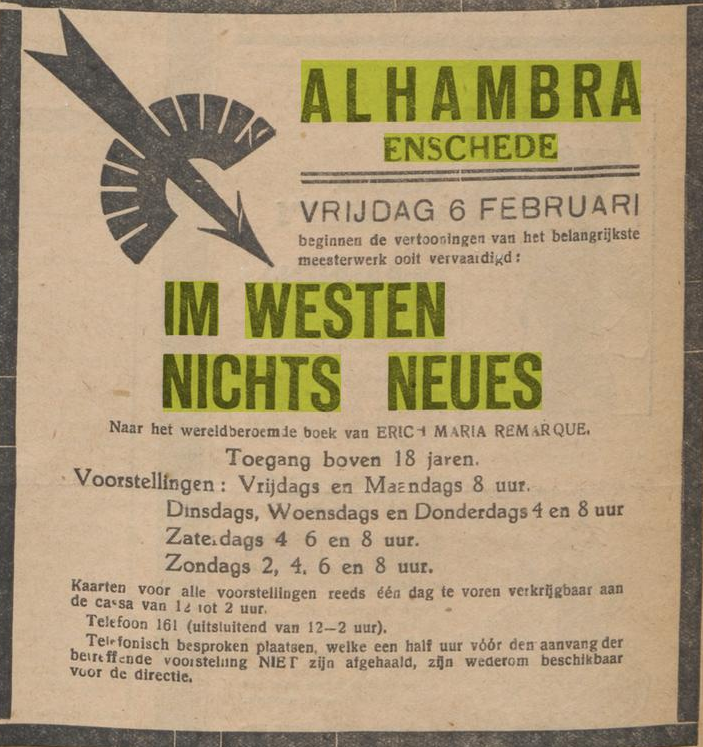 ALHAMBRA
ENSCHEDE
VRIJDAG 6 FEBRUARI
beginnen de vertooningen van het belangrijkste
meesterwerk ooit vervaardigd:
IM WESTEN
NICHTS NEUES
Naar het wereldberoemde boek van ERICH MARIA REMARQUE.
Toegang boven 18 jaren.
Voorstellingen: Vrijdags en Maandags 8 uur.
Dinsdags, Woensdags en Donderdags 4 en 8 uur
Zaterdags 4 6 en 8 uur.
Zondags 2, 4, 6 en 8 uur.
Kaarten voor alle voorstellingen reeds één dag te voren verkrijgbaar aan
de cassa van 12 tot 2 uur.
Telefoon 161 (uitsluitend van 12—2 uur).
Telefonisch besproken plaatsen, welke een half uur vóór den aanvang der
betreffende voorstelling NIET zijn afgehaald, zijn wederom beschikbaar
voor de directie.